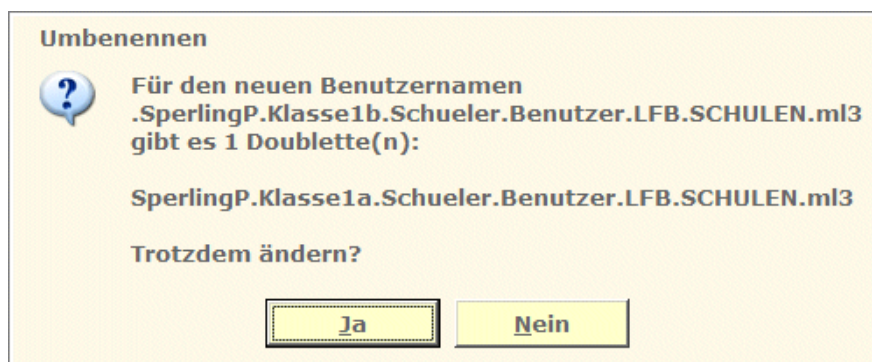 Umbenennen
Für den neuen Benutzernamen
.SperlingP.Klasse1b.Schueler.Benutzer.LFB.SCHULEN.ml3
gibt es 1 Doublette(n):
SperlingP.Klasse1a.Schueler.Benutzer.LFB.SCHULEN.ml3
Trotzdem ändern?
Ja
Nein